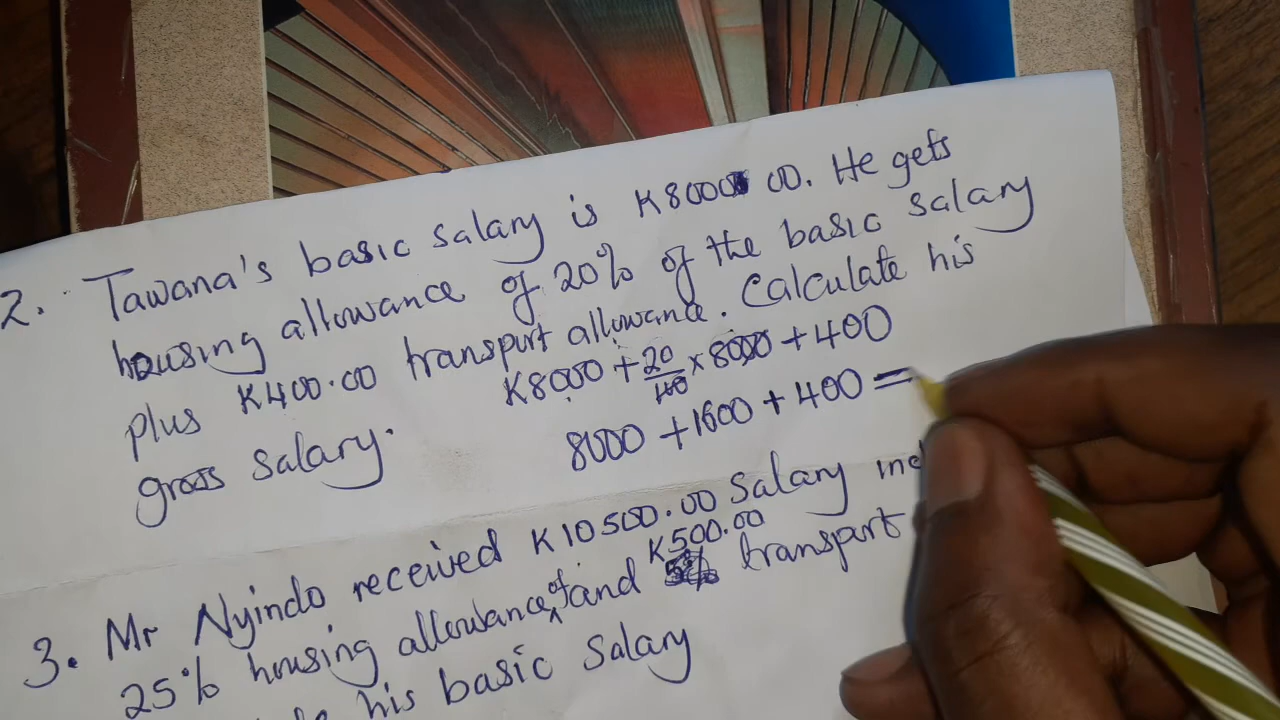 2. Tawana's basic salary is K8000 00. He gets
housing allowance of 20% of the basic salary
plus K400.00 transport allowance. Calculate his
gross salary.
K8000 + 20/100 x 8000 + 400
8000 + 1600 + 400 =
3. Mr Nyindo received K10500.00 Salary incl
25% housing allowance, of and K500.00 transport
his basic Salary